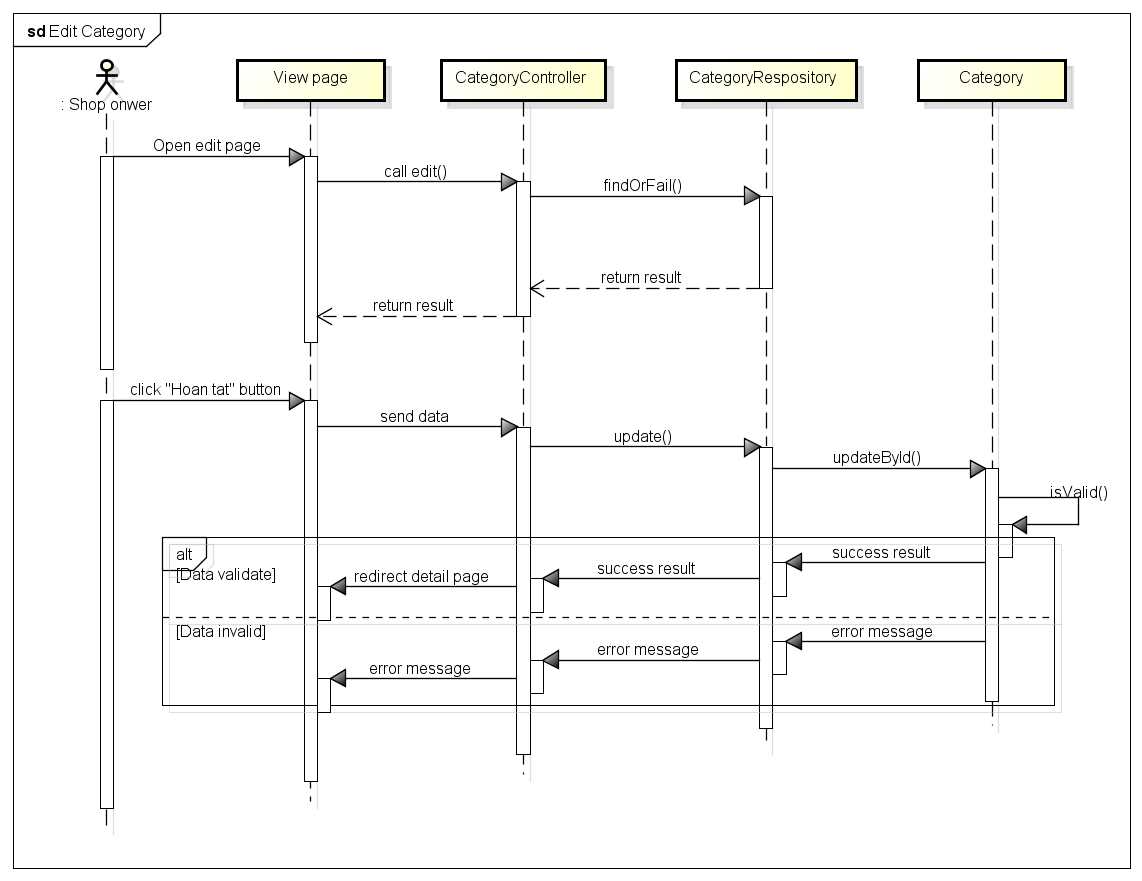 sd Edit Category
: Shop onwer
View page
CategoryController
CategoryRespository
Category
Open edit page
call edit()
findOrFail()
return result
return result
click "Hoan tat" button
send data
update()
updateById()
isValid()
alt
[Data validate]
success result
success result
redirect detail page
[Data invalid]
error message
error message
error message